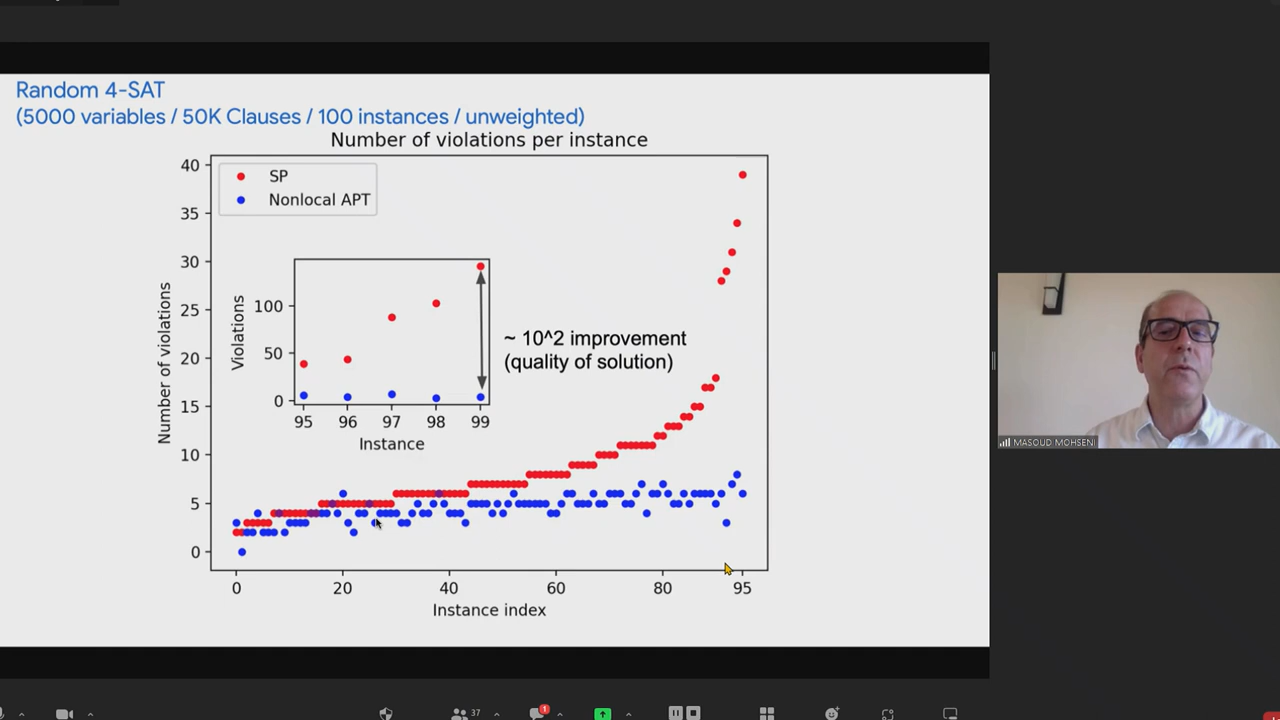 Random 4-SAT
(5000 variables / 50K Clauses / 100 instances / unweighted)
Number of violations per instance
SP
Nonlocal APT
40
35
30
25
20
15
10
5
0
Number of violations
100
50
0
Violations
95 96 97 98 99
Instance
~ 10^2 improvement
(quality of solution)
0 20 40 60 80 95
Instance index
MASOUD MOHSENI
37
1